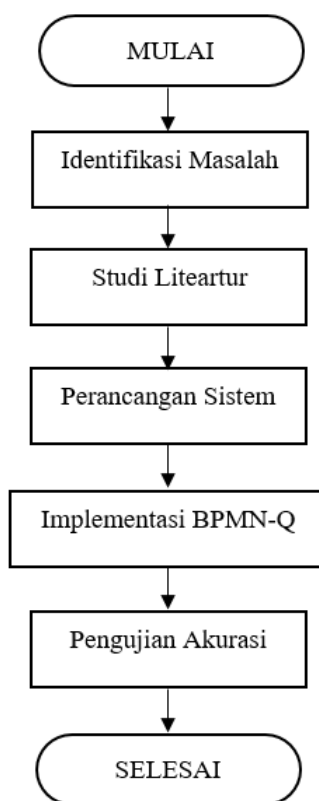 MULAI
Identifikasi Masalah
Studi Liteartur
Perancangan Sistem
Implementasi BPMN-Q
Pengujian Akurasi
SELESAI